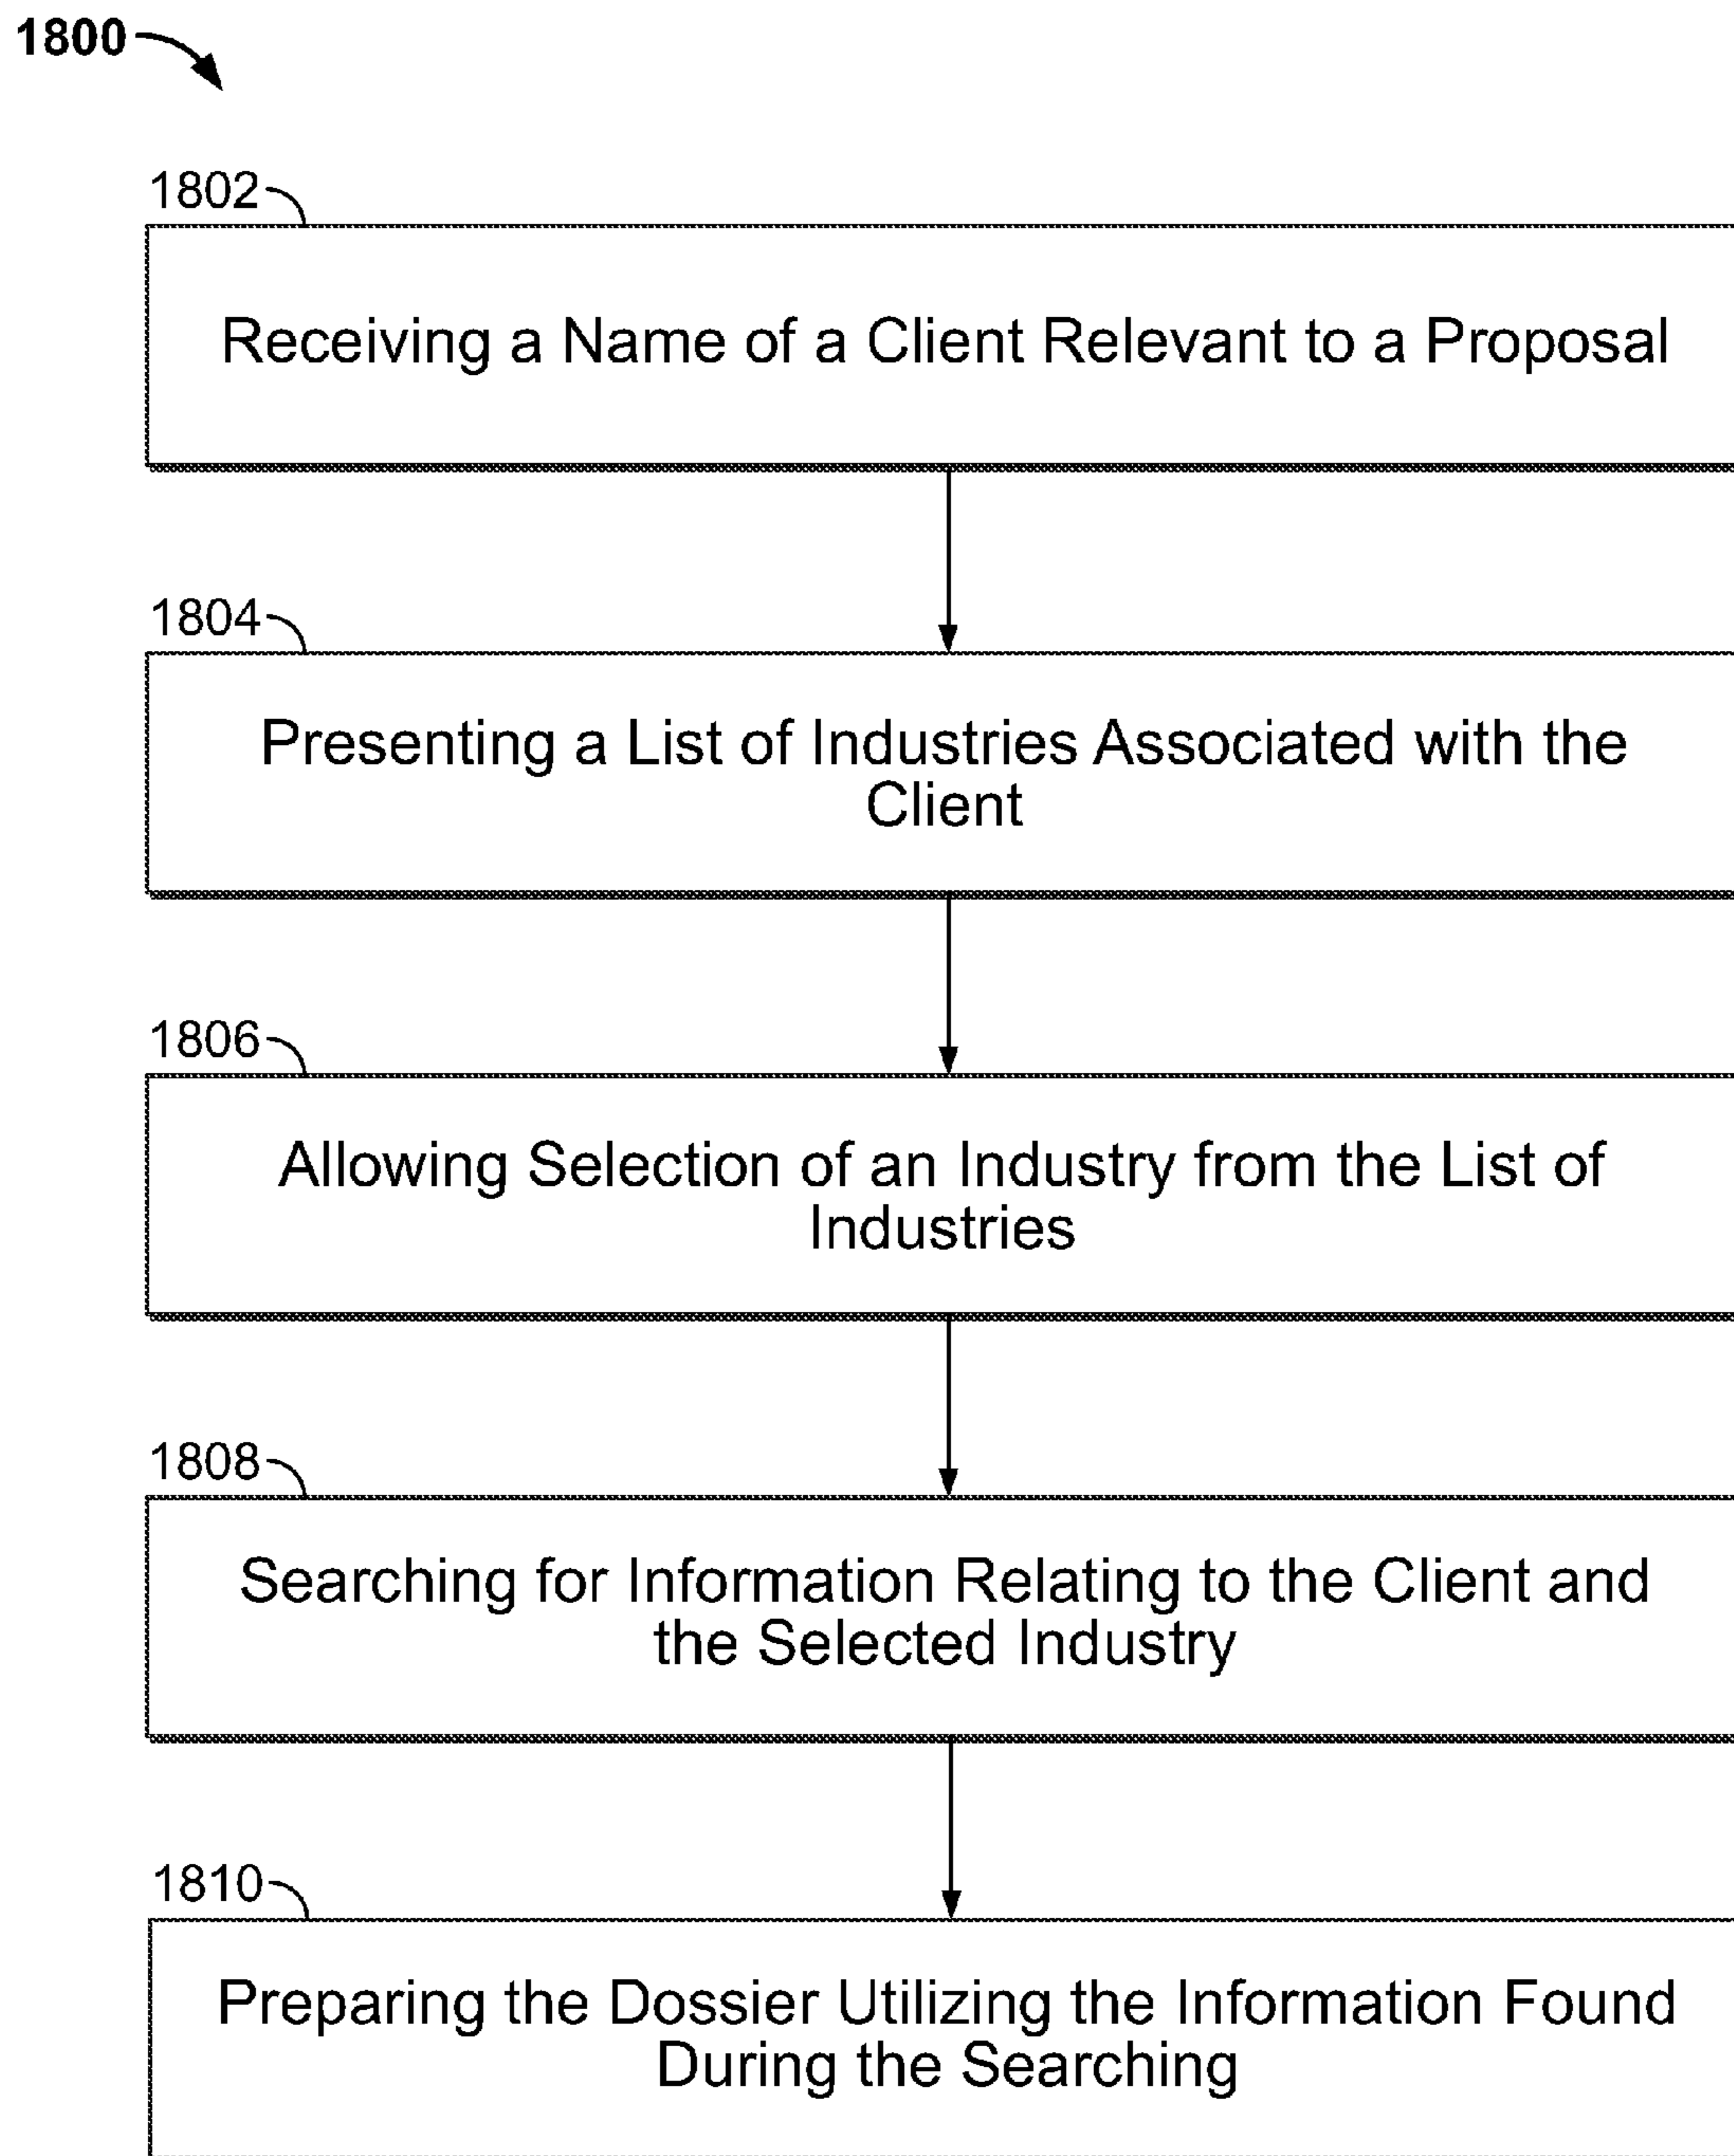 1800
1802
Receiving a Name of a Client Relevant to a Proposal
1804
Presenting a List of Industries Associated with the
Client
1806
Allowing Selection of an Industry from the List of
Industries
1808
Searching for Information Relating to the Client and
the Selected Industry
1810
Preparing the Dossier Utilizing the Information Found
During the Searching